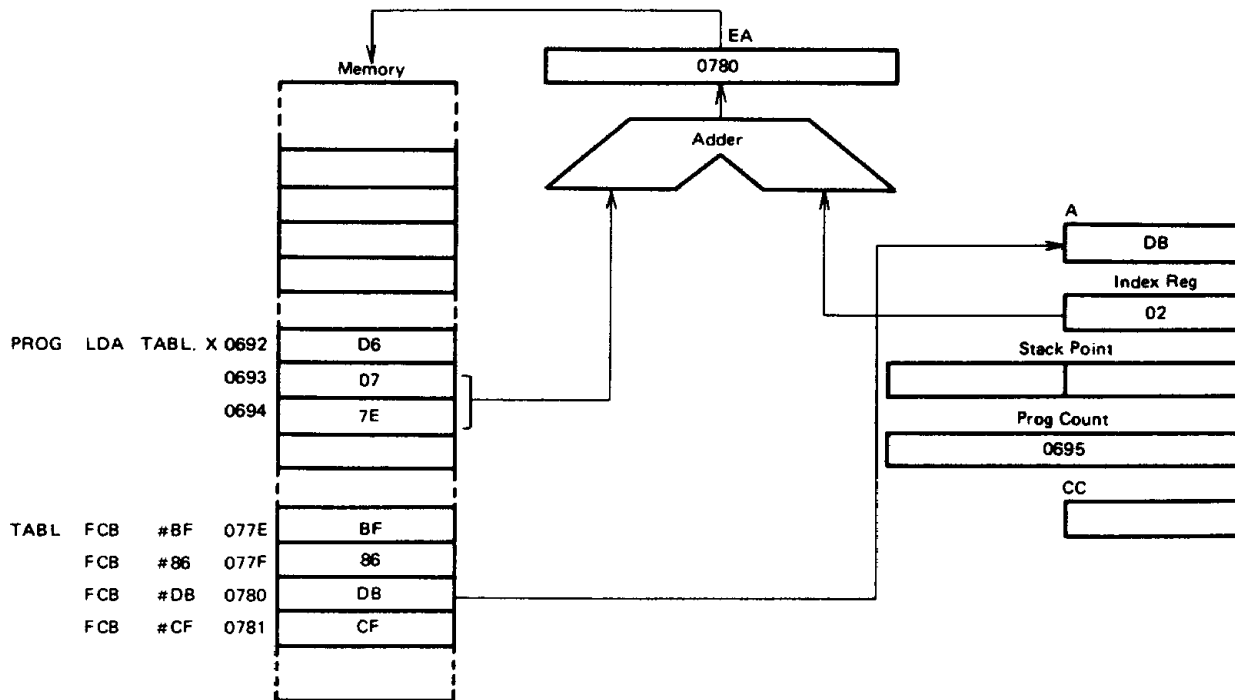 EA
0780
Memory
Adder
A
DB
Index Reg
02
PROG LDA TABL. X 0692 D6
Stack Point
0693 07
0694 7E
Prog Count
0695
CC
TABL FCB #BF 077E BF
FCB #86 077F 86
FCB #DB 0780 DB
FCB #CF 0781 CF